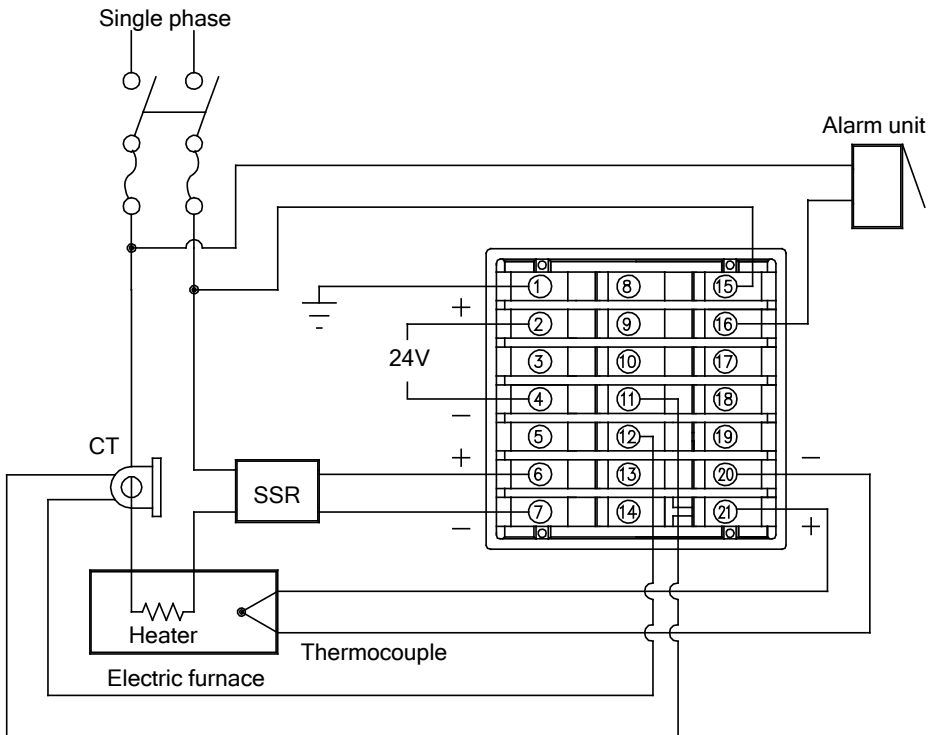 Single phase
Alarm unit
1 8 15
+
2 9 16
24V
3 10 17
4 11 18
−
5 12 19
CT
+
−
SSR
6 13 20
7 14 21
−
+
Heater
Thermocouple
Electric furnace